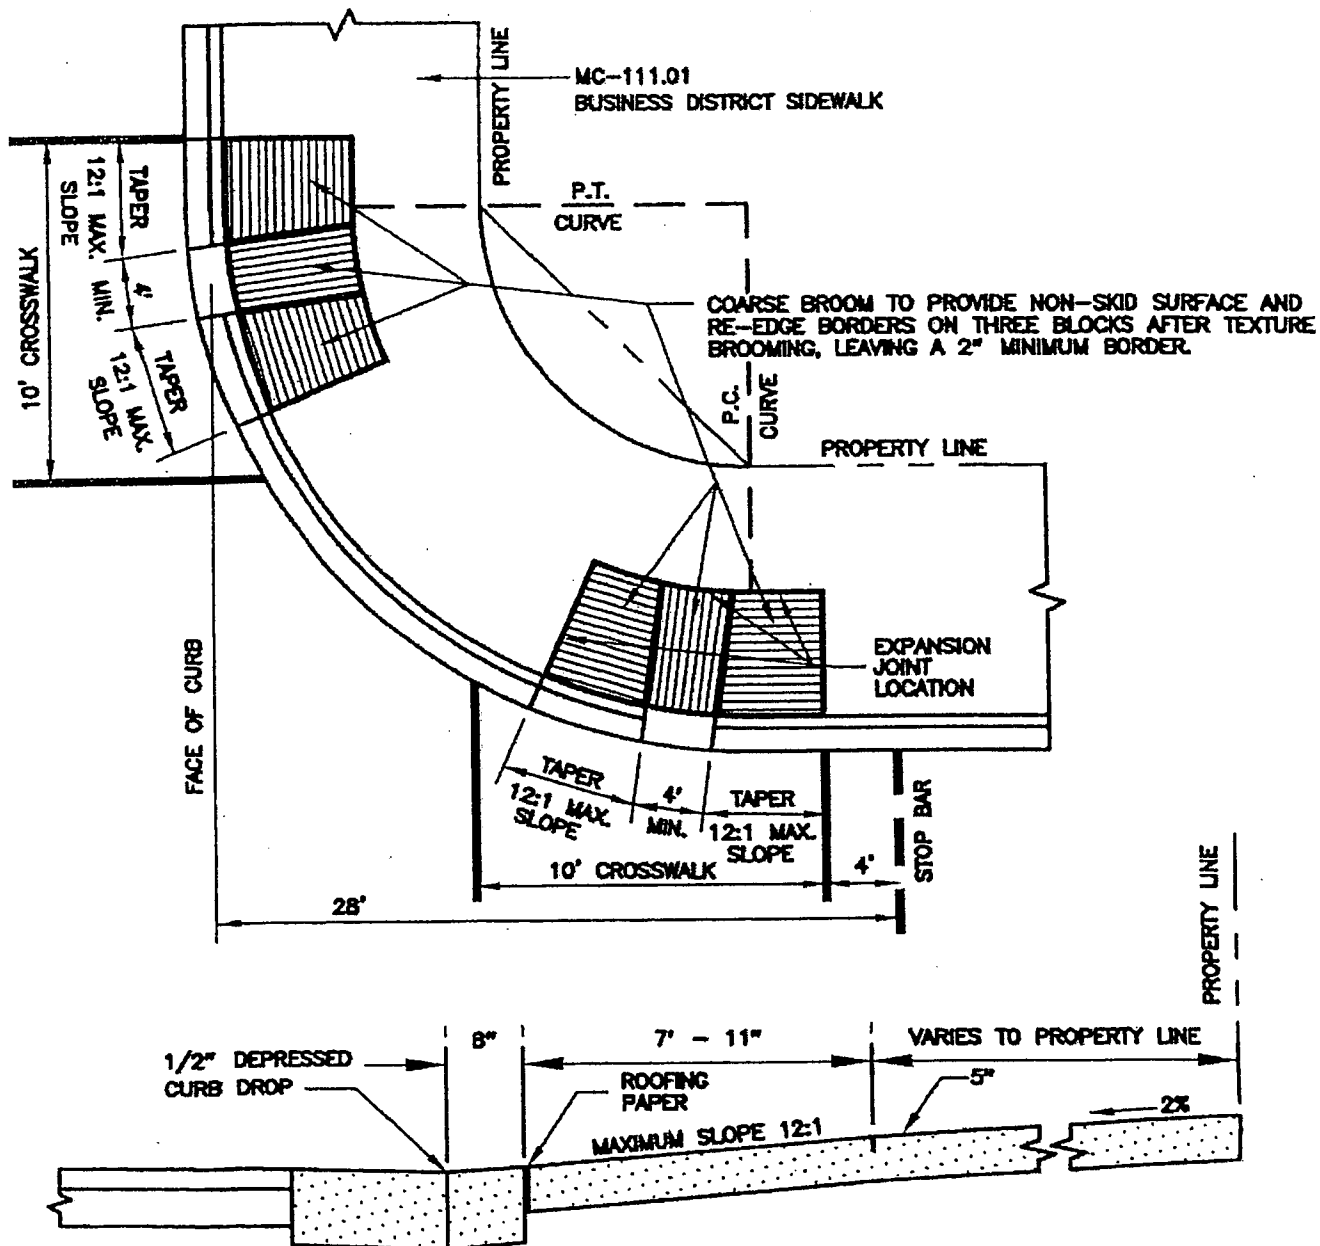 PROPERTY LINE
MC-111.01
BUSINESS DISTRICT SIDEWALK
TAPER
12:1 MAX.
SLOPE
10' CROSSWALK
4'
MIN.
TAPER
12:1 MAX.
SLOPE
P.T.
CURVE
COARSE BROOM TO PROVIDE NON-SKID SURFACE AND
RE-EDGE BORDERS ON THREE BLOCKS AFTER TEXTURE
BROOMING, LEAVING A 2" MINIMUM BORDER.
P.C.
CURVE
PROPERTY LINE
EXPANSION
JOINT
LOCATION
FACE OF CURB
TAPER
12:1 MAX.
SLOPE
4'
MIN.
TAPER
12:1 MAX.
SLOPE
10' CROSSWALK
4'
STOP BAR
28'
PROPERTY LINE
1/2" DEPRESSED
CURB DROP
8"
7' - 11"
VARIES TO PROPERTY LINE
ROOFING
PAPER
MAXIMUM SLOPE 12:1
5"
2%